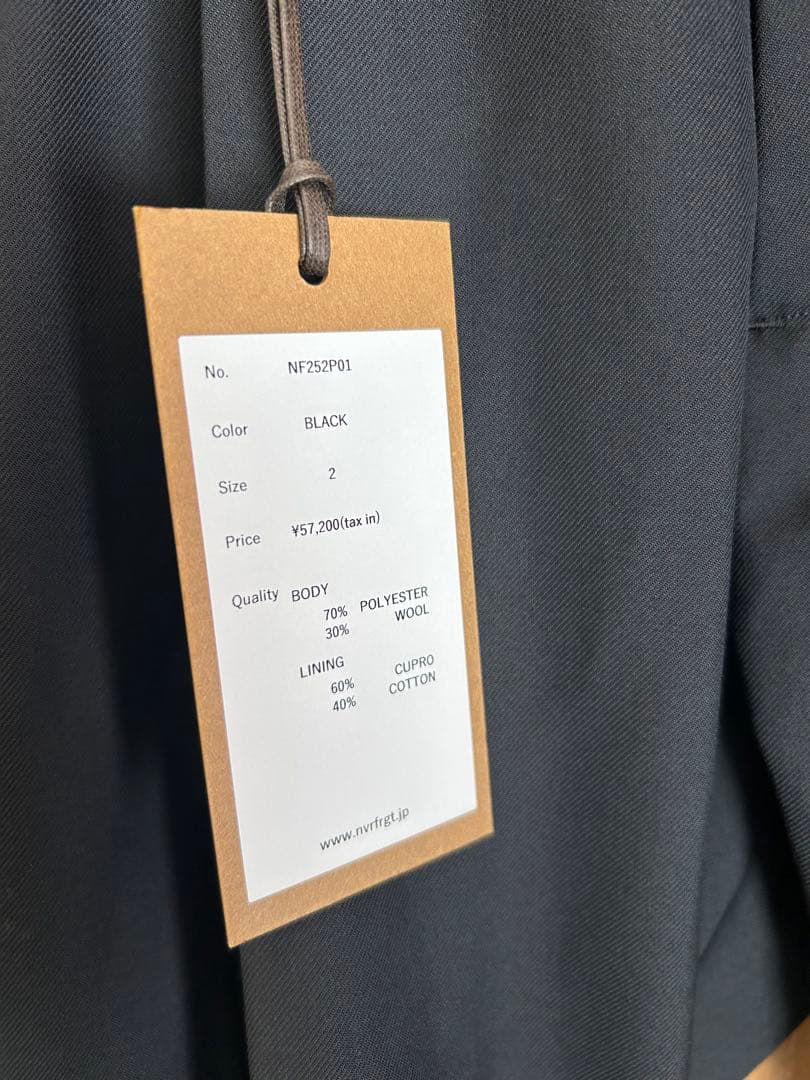 No. NF252P01
Color BLACK
Size 2
Price ¥57,200(tax in)
Quality BODY
70% POLYESTER
30% WOOL
LINING
60% CUPRO
40% COTTON
www.nvrfrgt.jp